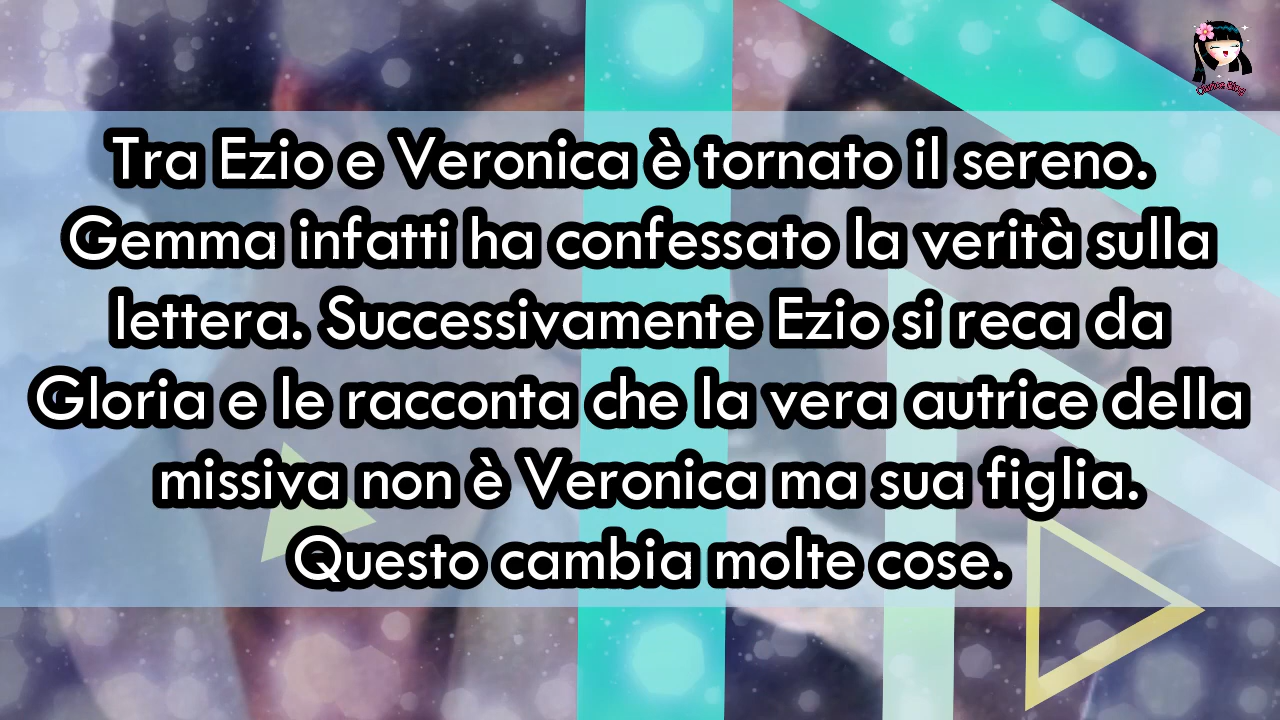 Tra Ezio e Veronica è tornato il sereno.
Gemma infatti ha confessato la verità sulla
lettera. Successivamente Ezio si reca da
Gloria e le racconta che la vera autrice della
missiva non è Veronica ma sua figlia.
Questo cambia molte cose.